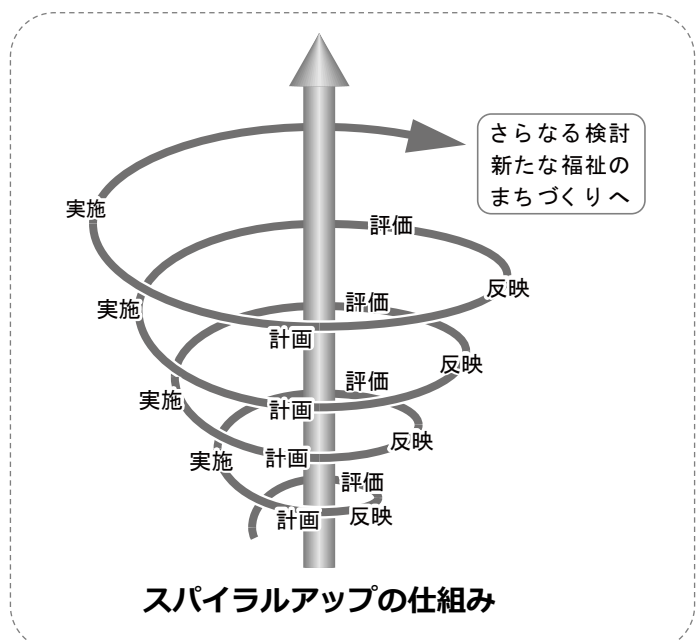 さらなる検討
新たな福祉の
まちづくりへ
実施
評価
反映
計画
実施
評価
反映
計画
実施
評価
反映
計画
実施
評価
反映
計画
スパイラルアップの仕組み